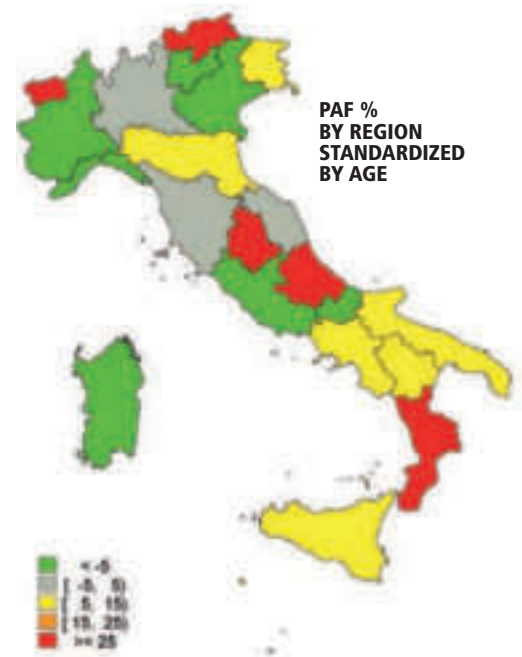 PAF %
BY REGION
STANDARDIZED
BY AGE
< -5
-5, 5)
5, 15)
15, 25)
>= 25